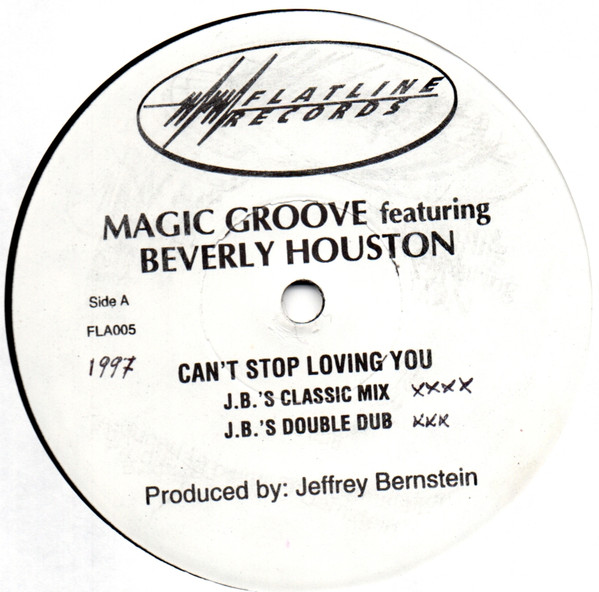 FLATLINE
RECORDS
MAGIC GROOVE featuring
BEVERLY HOUSTON
Side A
FLA005
1997
CAN'T STOP LOVING YOU
J.B.'S CLASSIC MIX xxxx
J.B.'S DOUBLE DUB xxx
Produced by: Jeffrey Bernstein